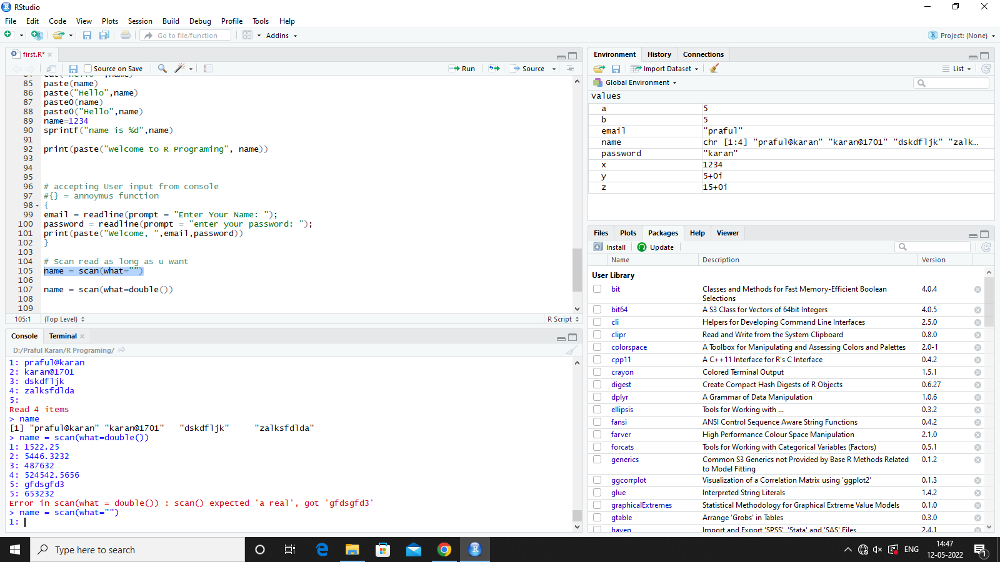 RStudio
File Edit Code View Plots Session Build Debug Profile Tools Help
Go to file/function Addins Project: (None)
first.R*
Source on Save Run Source
85 paste(name)
86 paste("Hello",name)
87 paste0(name)
88 paste0("Hello",name)
89 name=1234
90 sprintf("name is %d",name)
91
92 print(paste("welcome to R Programing", name))
93
94
95
96 # accepting User input from console
97 #{} = annoymus function
98 {
99 email = readline(prompt = "Enter Your Name: ");
100 password = readline(prompt = "enter your password: ");
101 print(paste("Welcome, ",email,password))
102 }
103
104 # Scan read as long as u want
105 name = scan(what="")
106
107 name = scan(what=double())
108
109
105:1 (Top Level) R Script
Console Terminal
D:/Praful Karan/R Programing/
1: praful@karan
2: karan@1701
3: dskdfljk
4: zalksfdlda
5:
Read 4 items
> name
[1] "praful@karan" "karan@1701" "dskdfljk" "zalksfdlda"
> name = scan(what=double())
1: 1522.25
2: 5446.3232
3: 487632
4: 524542.5656
5: gfdsgfd3
5: 653232
Error in scan(what = double()) : scan() expected 'a real', got 'gfdsgfd3'
> name = scan(what="")
1:
Environment History Connections
Import Dataset List
Global Environment
Values
a 5
b 5
email "praful"
name chr [1:4] "praful@karan" "karan@1701" "dskdfljk" "zalk…
password "karan"
x 1234
y 5+0i
z 15+0i
Files Plots Packages Help Viewer
Install Update
Name Description Version
User Library
bit Classes and Methods for Fast Memory-Efficient Boolean 4.0.4
Selections
bit64 A S3 Class for Vectors of 64bit Integers 4.0.5
cli Helpers for Developing Command Line Interfaces 2.5.0
clipr Read and Write from the System Clipboard 0.8.0
colorspace A Toolbox for Manipulating and Assessing Colors and Palettes 2.0-1
cpp11 A C++11 Interface for R's C Interface 0.4.2
crayon Colored Terminal Output 1.5.1
digest Create Compact Hash Digests of R Objects 0.6.27
dplyr A Grammar of Data Manipulation 1.0.6
ellipsis Tools for Working with ... 0.3.2
fansi ANSI Control Sequence Aware String Functions 0.4.2
farver High Performance Colour Space Manipulation 2.1.0
forcats Tools for Working with Categorical Variables (Factors) 0.5.1
generics Common S3 Generics not Provided by Base R Methods Related 0.1.2
to Model Fitting
ggcorrplot Visualization of a Correlation Matrix using 'ggplot2' 0.1.3
glue Interpreted String Literals 1.4.2
graphicalExtremes Statistical Methodology for Graphical Extreme Value Models 0.1.0
gtable Arrange 'Grobs' in Tables 0.3.0
haven Import and Export 'SPSS', 'Stata' and 'SAS' Files 2.4.1
Type here to search ENG 14:47
12-05-2022 1